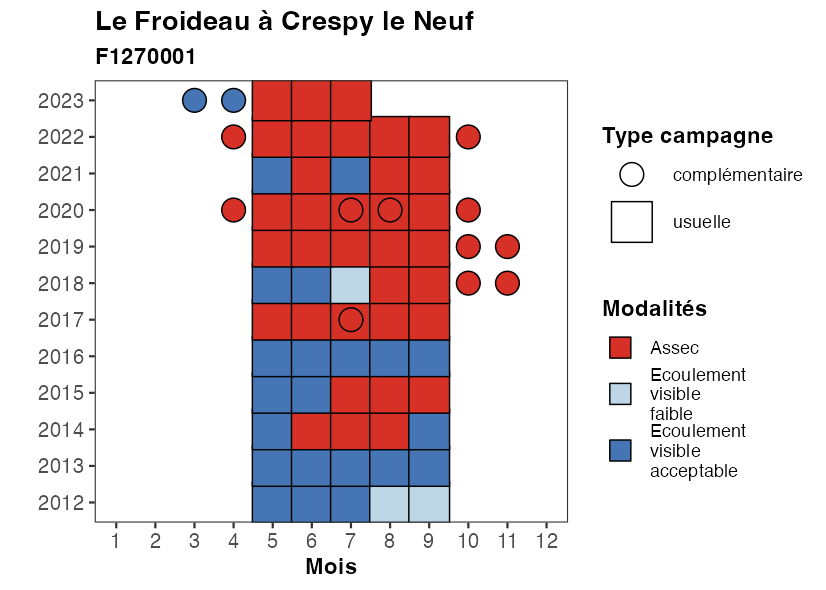 Le Froideau à Crespy le Neuf
F1270001
2023
2022
2021
2020
2019
2018
2017
2016
2015
2014
2013
2012
1 2 3 4 5 6 7 8 9 10 11 12
Mois
Type campagne
complémentaire
usuelle
Modalités
Assec
Ecoulement
visible
faible
Ecoulement
visible
acceptable